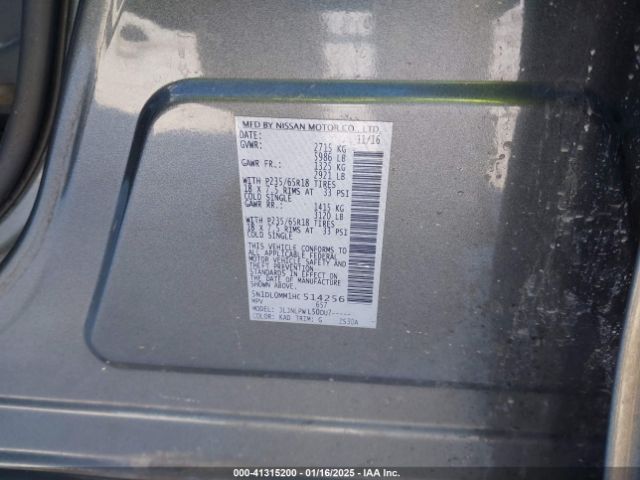 MFD BY NISSAN MOTOR CO., LTD.
DATE: 11/16
GVWR: 2715 KG
5986 LB
GAWR FR.: 1325 KG
2921 LB
WITH P235/65R18 TIRES
18 X 7.5 RIMS AT 33 PSI
COLD SINGLE
GAWR RR.: 1415 KG
3120 LB
WITH P235/65R18 TIRES
18 X 7.5 RIMS AT 33 PSI
COLD SINGLE
THIS VEHICLE CONFORMS TO
ALL APPLICABLE FEDERAL
MOTOR VEHICLE SAFETY AND
THEFT PREVENTION
STANDARDS IN EFFECT ON
THE DATE OF MANUFACTURE
SHOWN ABOVE.
5N1DL0MM1HC514256
MPV 657
MODEL:
COLOR: KAD TRIM: G
000-41315200 - 01/16/2025 - IAA Inc.